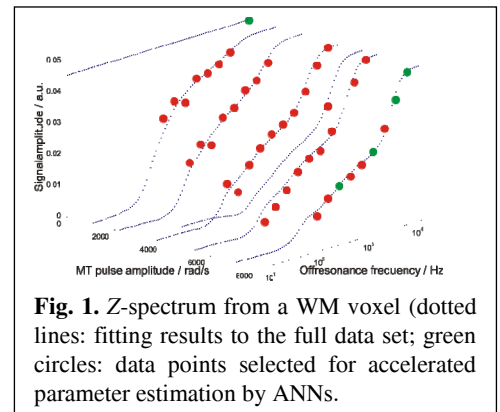 0.05
0.04
0.03
0.02
0.01
0
0
2000
4000
6000
8000
10¹
10²
10³
10⁴
Signalamplitude / a.u.
MT pulse amplitude / rad/s
Offresonance frecuency / Hz
Fig. 1. Z-spectrum from a WM voxel (dotted
lines: fitting results to the full data set; green
circles: data points selected for accelerated
parameter estimation by ANNs.